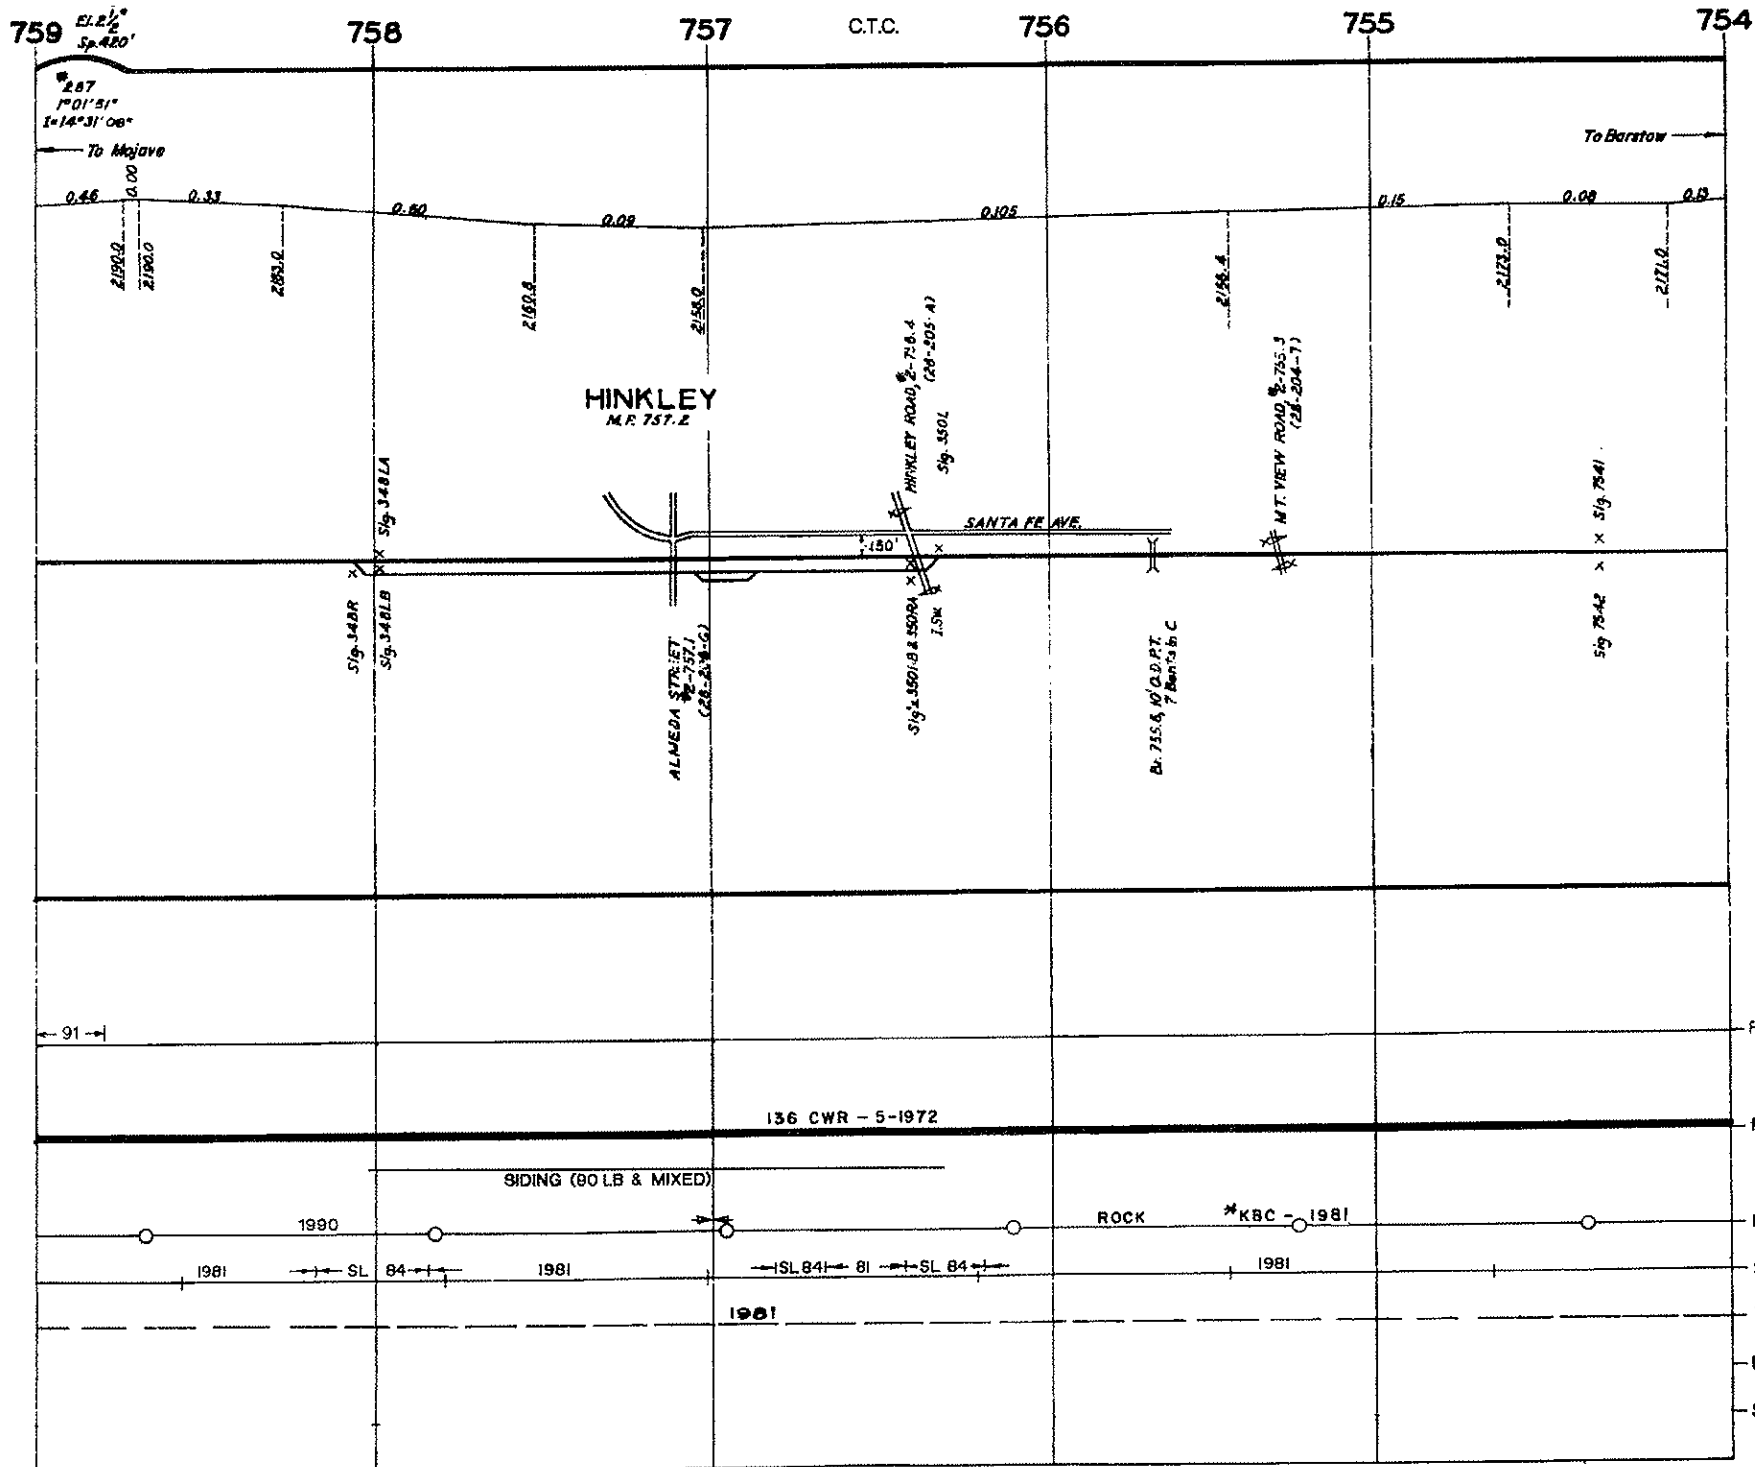 759
El. 2½"
Sp. 420'
758
757
C.T.C.
756
755
754
#287
1°01'51"
I=14°31'08"
To Mojave
To Barstow
0.46
0.00
0.33
0.60
0.09
0.105
0.15
0.08
0.13
2190.0
2190.0
2183.0
2160.8
2158.0
2173.0
2171.0
HINKLEY
M.P. 757.2
HINKLEY ROAD, #2-756.4
(28-205-A)
Sig. 350L
MT. VIEW ROAD, #2-755.3
(28-204-7)
Sig. 348LA
Sig. 7541
SANTA FE AVE.
150'
Sig. 348R
Sig. 348LB
ALMEDA STREET
#2-757.1
Sig's 350LB & 350RA
I.Sw.
Br. 755.6, 10' O.D.P.T.
7 Bents in C
Sig 7542
91
136 CWR - 5-1972
SIDING (90 LB & MIXED)
1990
ROCK
*KBC - 1981
1981
SL 84
1981
SL 84
81
SL 84
1981
1981